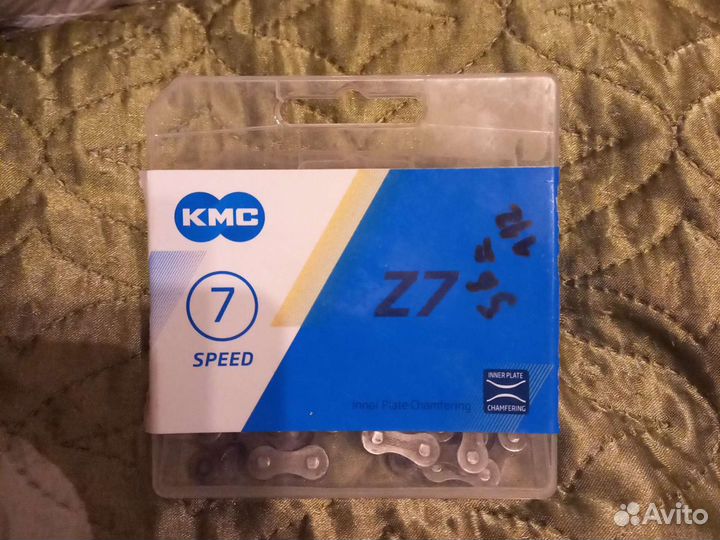 KMC
7
SPEED
Z7
Inner Plate Chamfering
INNER PLATE
CHAMFERING
Avito